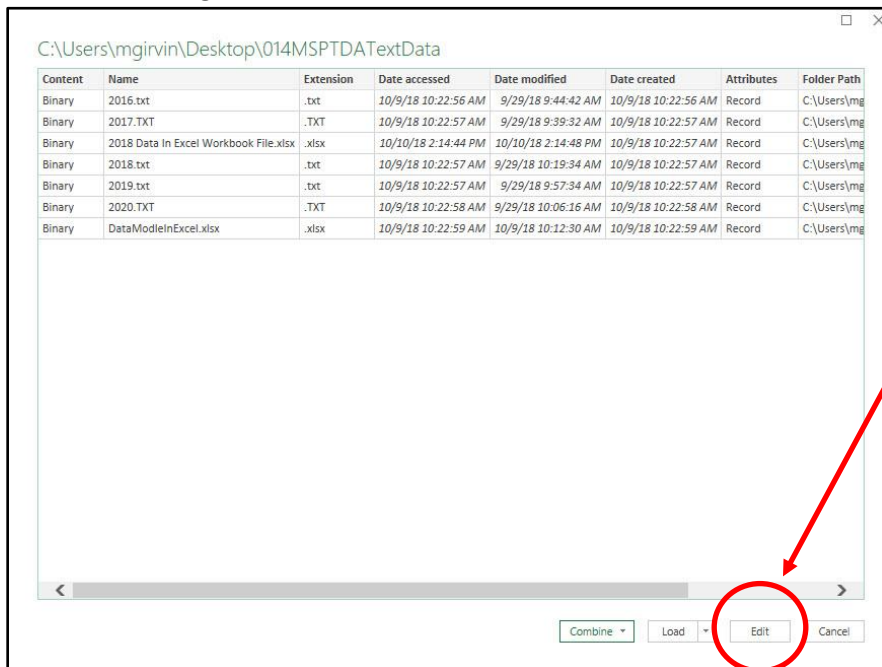 C:\Users\mgirvin\Desktop\014MSPTDATextData
Content Name Extension Date accessed Date modified Date created Attributes Folder Path
Binary 2016.txt .txt 10/9/18 10:22:56 AM 9/29/18 9:44:42 AM 10/9/18 10:22:56 AM Record C:\Users\mg
Binary 2017.TXT .TXT 10/9/18 10:22:57 AM 9/29/18 9:39:32 AM 10/9/18 10:22:57 AM Record C:\Users\mg
Binary 2018 Data In Excel Workbook File.xlsx .xlsx 10/10/18 2:14:44 PM 10/10/18 2:14:48 PM 10/9/18 10:22:57 AM Record C:\Users\mg
Binary 2018.txt .txt 10/9/18 10:22:57 AM 9/29/18 10:19:34 AM 10/9/18 10:22:57 AM Record C:\Users\mg
Binary 2019.txt .txt 10/9/18 10:22:57 AM 9/29/18 9:57:34 AM 10/9/18 10:22:57 AM Record C:\Users\mg
Binary 2020.TXT .TXT 10/9/18 10:22:58 AM 9/29/18 10:06:16 AM 10/9/18 10:22:58 AM Record C:\Users\mg
Binary DataModleInExcel.xlsx .xlsx 10/9/18 10:22:59 AM 10/9/18 10:12:30 AM 10/9/18 10:22:59 AM Record C:\Users\mg
Combine Load Edit Cancel